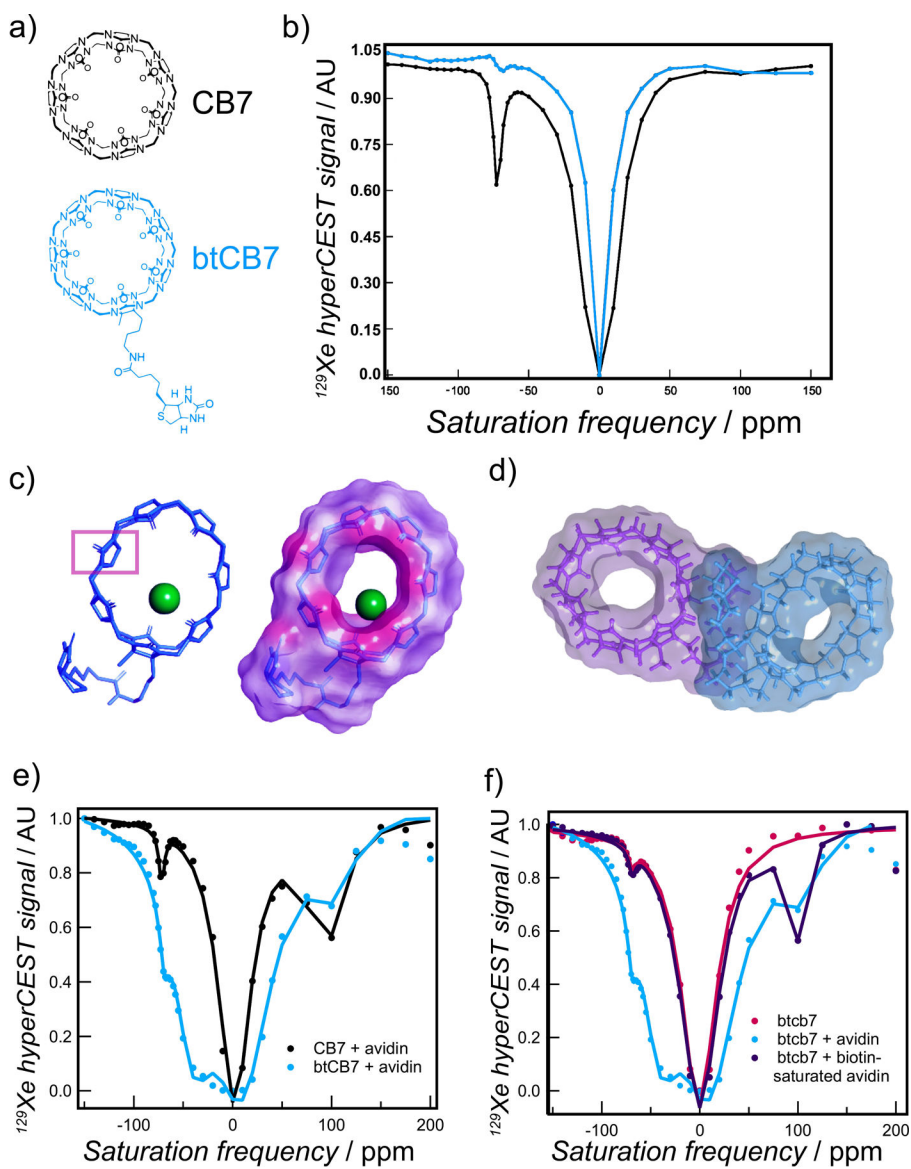 a)
CB7
btCB7
NH
O
H
H
HN
O
S
NH
H
b)
129Xe hyperCEST signal / AU
1.05
0.90
0.75
0.60
0.45
0.30
0.15
0.0
-150
-100
-50
0
50
100
150
Saturation frequency / ppm
c)
d)
e)
129Xe hyperCEST signal / AU
1.0
0.8
0.6
0.4
0.2
0.0
-100
0
100
200
CB7 + avidin
btCB7 + avidin
Saturation frequency / ppm
f)
129Xe hyperCEST signal / AU
1.0
0.8
0.6
0.4
0.2
0.0
-100
0
100
200
btcb7
btcb7 + avidin
btcb7 + biotin-
saturated avidin
Saturation frequency / ppm